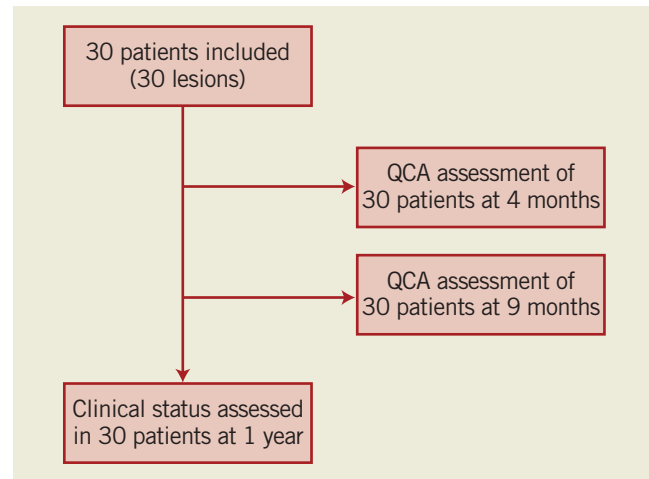 30 patients included
(30 lesions)
QCA assessment of
30 patients at 4 months
QCA assessment of
30 patients at 9 months
Clinical status assessed
in 30 patients at 1 year